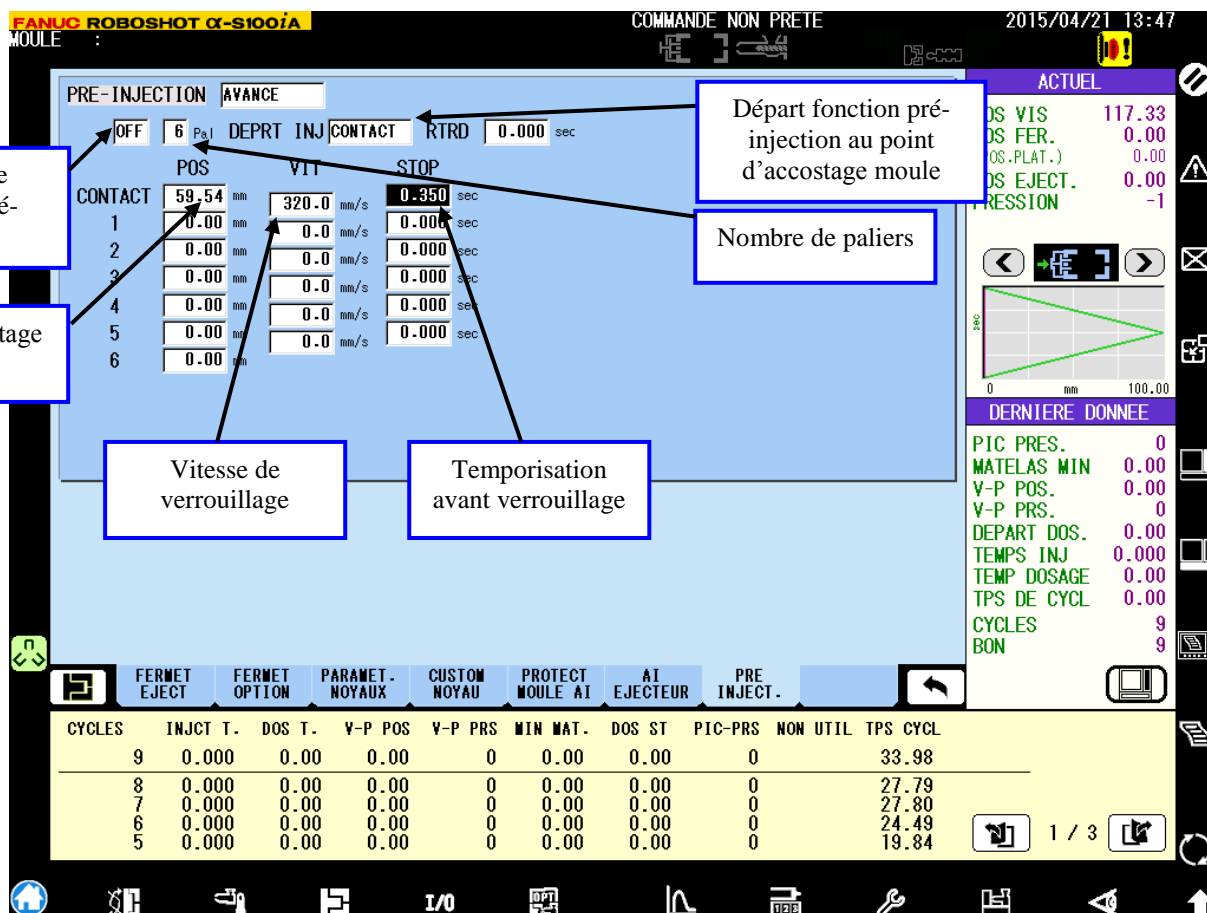 FANUC ROBOSHOT α-S100iA
COMMANDE NON PRETE
2015/04/21 13:47
MOULE :
PRE-INJECTION AVANCE
OFF 6 Pal DEPRT INJ CONTACT RTRD 0.000 sec
POS VIT STOP
CONTACT 59.54 mm 320.0 mm/s 0.350 sec
1 0.00 mm 0.0 mm/s 0.000 sec
2 0.00 mm 0.0 mm/s 0.000 sec
3 0.00 mm 0.0 mm/s 0.000 sec
4 0.00 mm 0.0 mm/s 0.000 sec
5 0.00 mm 0.0 mm/s 0.000 sec
6 0.00 mm
Départ fonction pré-
injection au point
d'accostage moule
Nombre de paliers
Vitesse de
verrouillage
Temporisation
avant verrouillage
ACTUEL
VIS 117.33
FER. 0.00
.PLAT.) 0.00
EJECT. 0.00
PRESSION -1
sec
0 mm 100.00
DERNIERE DONNEE
PIC PRES. 0
MATELAS MIN 0.00
V-P POS. 0.00
V-P PRS. 0
DEPART DOS. 0.00
TEMPS INJ 0.000
TEMP DOSAGE 0.00
TPS DE CYCL 0.00
CYCLES 9
BON 9
FERMET EJECT
FERMET OPTION
PARAMET. NOYAUX
CUSTOM NOYAU
PROTECT MOULE AI
AI EJECTEUR
PRE INJECT.
CYCLES INJCT T. DOS T. V-P POS V-P PRS MIN MAT. DOS ST PIC-PRS NON UTIL TPS CYCL
9 0.000 0.00 0.00 0 0.00 0.00 0 33.98
8 0.000 0.00 0.00 0 0.00 0.00 0 27.79
7 0.000 0.00 0.00 0 0.00 0.00 0 27.80
6 0.000 0.00 0.00 0 0.00 0.00 0 24.49
5 0.000 0.00 0.00 0 0.00 0.00 0 19.84
1 / 3
I/O
OPT
123